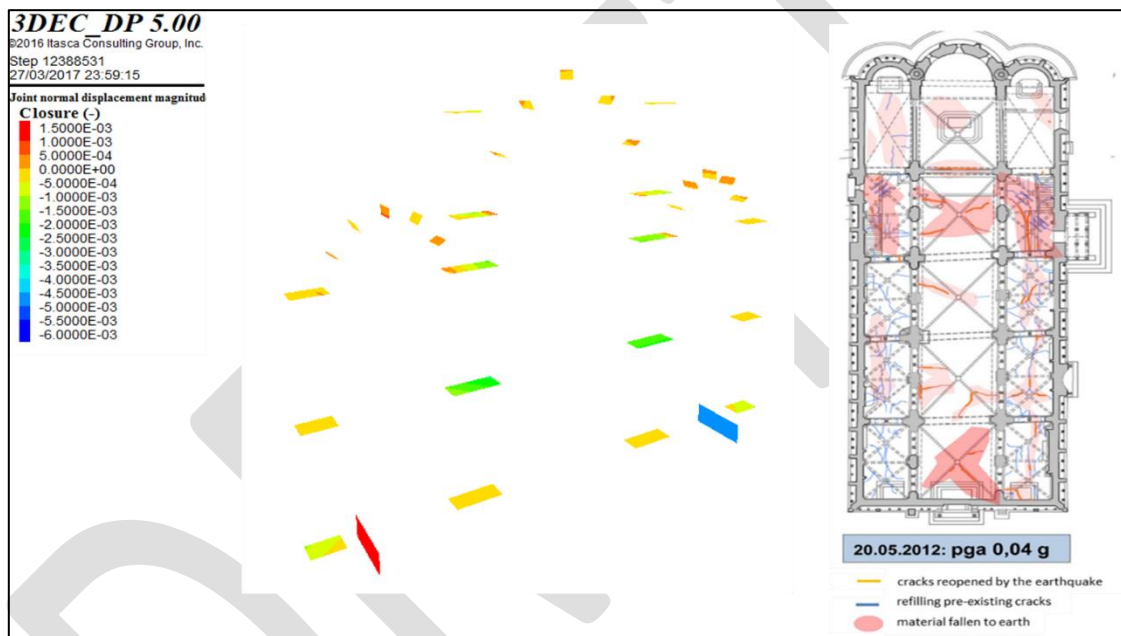 3DEC_DP 5.00
©2016 Itasca Consulting Group, Inc.
Step 12388531
27/03/2017 23:59:15
Joint normal displacement magnitud
Closure (-)
1.5000E-03
1.0000E-03
5.0000E-04
0.0000E+00
-5.0000E-04
-1.0000E-03
-1.5000E-03
-2.0000E-03
-2.5000E-03
-3.0000E-03
-3.5000E-03
-4.0000E-03
-4.5000E-03
-5.0000E-03
-5.5000E-03
-6.0000E-03
20.05.2012: pga 0,04 g
cracks reopened by the earthquake
refilling pre-existing cracks
material fallen to earth